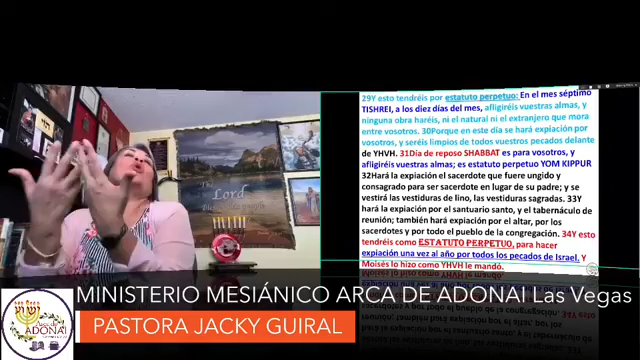 29Y esto tendréis por estatuto perpetuo: En el mes séptimo
TISHREI, a los diez días del mes, afligiréis vuestras almas, y
ninguna obra haréis, ni el natural ni el extranjero que mora
entre vosotros. 30Porque en este día se hará expiación por
vosotros, y seréis limpios de todos vuestros pecados delante
de YHVH. 31Día de reposo SHABBAT es para vosotros, y
afligiréis vuestras almas; es estatuto perpetuo YOM KIPPUR
32Hará la expiación el sacerdote que fuere ungido y
consagrado para ser sacerdote en lugar de su padre; y se
vestirá las vestiduras de lino, las vestiduras sagradas. 33Y
hará la expiación por el santuario santo, y el tabernáculo de
reunión; también hará expiación por el altar, por los
sacerdotes y por todo el pueblo de la congregación. 34Y esto
tendréis como ESTATUTO PERPETUO, para hacer
expiación una vez al año por todos los pecados de Israel. Y
Moisés lo hizo como YHVH le mandó.
The
Lord
MINISTERIO MESIÁNICO ARCA DE ADONAI Las Vegas
PASTORA JACKY GUIRAL
Arca de
ADONAI